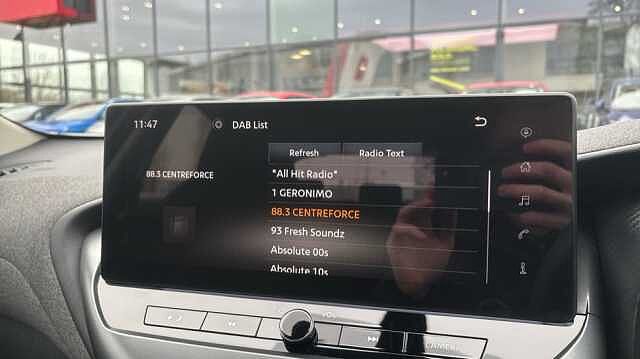 11:47 DAB List
Refresh Radio Text
88.3 CENTREFORCE
*All Hit Radio*
1 GERONIMO
88.3 CENTREFORCE
93 Fresh Soundz
Absolute 00s
Absolute 10s
VOL
CAMERA